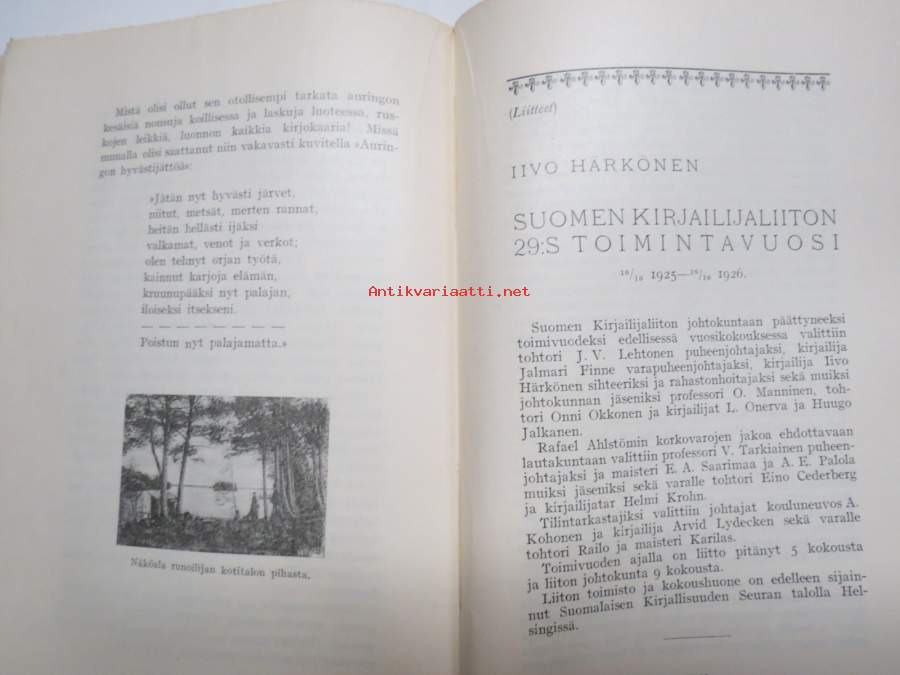 Mistä olisi ollut sen otollisempi tarkata auringon
kesäisiä nousuja koillisessa ja laskuja luoteessa, rus-
kojen leikkiä, luonnon kaikkia kirjokaaria! Missä
muualla olisi saattanut niin vakavasti kuvitella »Aurin-
gon hyvästijättöä»:
»Jätän nyt hyvästi järvet,
niitut, metsät, merten rannat,
heitän hellästi ijäksi
valkamat, venot ja verkot;
olen tehnyt orjan työtä,
kainnut karjoja elämän,
kruunupääksi nyt palajan,
iloiseksi itsekseni.
— — — — — — — — — —
Poistun nyt palajamatta.»
Näköala runoilijan kotitalon pihasta.
(Liitteet)
IIVO HÄRKÖNEN
SUOMEN KIRJAILIJALIITON
29:S TOIMINTAVUOSI
¹⁶/₁₀ 1925—¹⁶/₁₀ 1926.
Antikvariaatti.net
Suomen Kirjailijaliiton johtokuntaan päättyneeksi
toimivuodeksi edellisessä vuosikokouksessa valittiin
tohtori J. V. Lehtonen puheenjohtajaksi, kirjailija
Jalmari Finne varapuheenjohtajaksi, kirjailija Iivo
Härkönen sihteeriksi ja rahastonhoitajaksi sekä muiksi
johtokunnan jäseniksi professori O. Manninen, toh-
tori Onni Okkonen ja kirjailijat L. Onerva ja Huugo
Jalkanen.
Rafael Ahlstömin korkovarojen jakoa ehdottavaan
lautakuntaan valittiin professori V. Tarkiainen puheen-
johtajaksi ja maisteri E. A. Saarimaa ja A. E. Palola
muiksi jäseniksi sekä varalle tohtori Eino Cederberg
ja kirjailijatar Helmi Krohn.
Tilintarkastajiksi valittiin johtajat kouluneuvos A.
Kohonen ja kirjailija Arvid Lydecken sekä varalle
tohtori Railo ja maisteri Karilas.
Toimivuoden ajalla on liitto pitänyt 5 kokousta
ja liiton johtokunta 9 kokousta.
Liiton toimisto ja kokoushuone on edelleen sijain-
nut Suomalaisen Kirjallisuuden Seuran talolla Hel-
singissä.